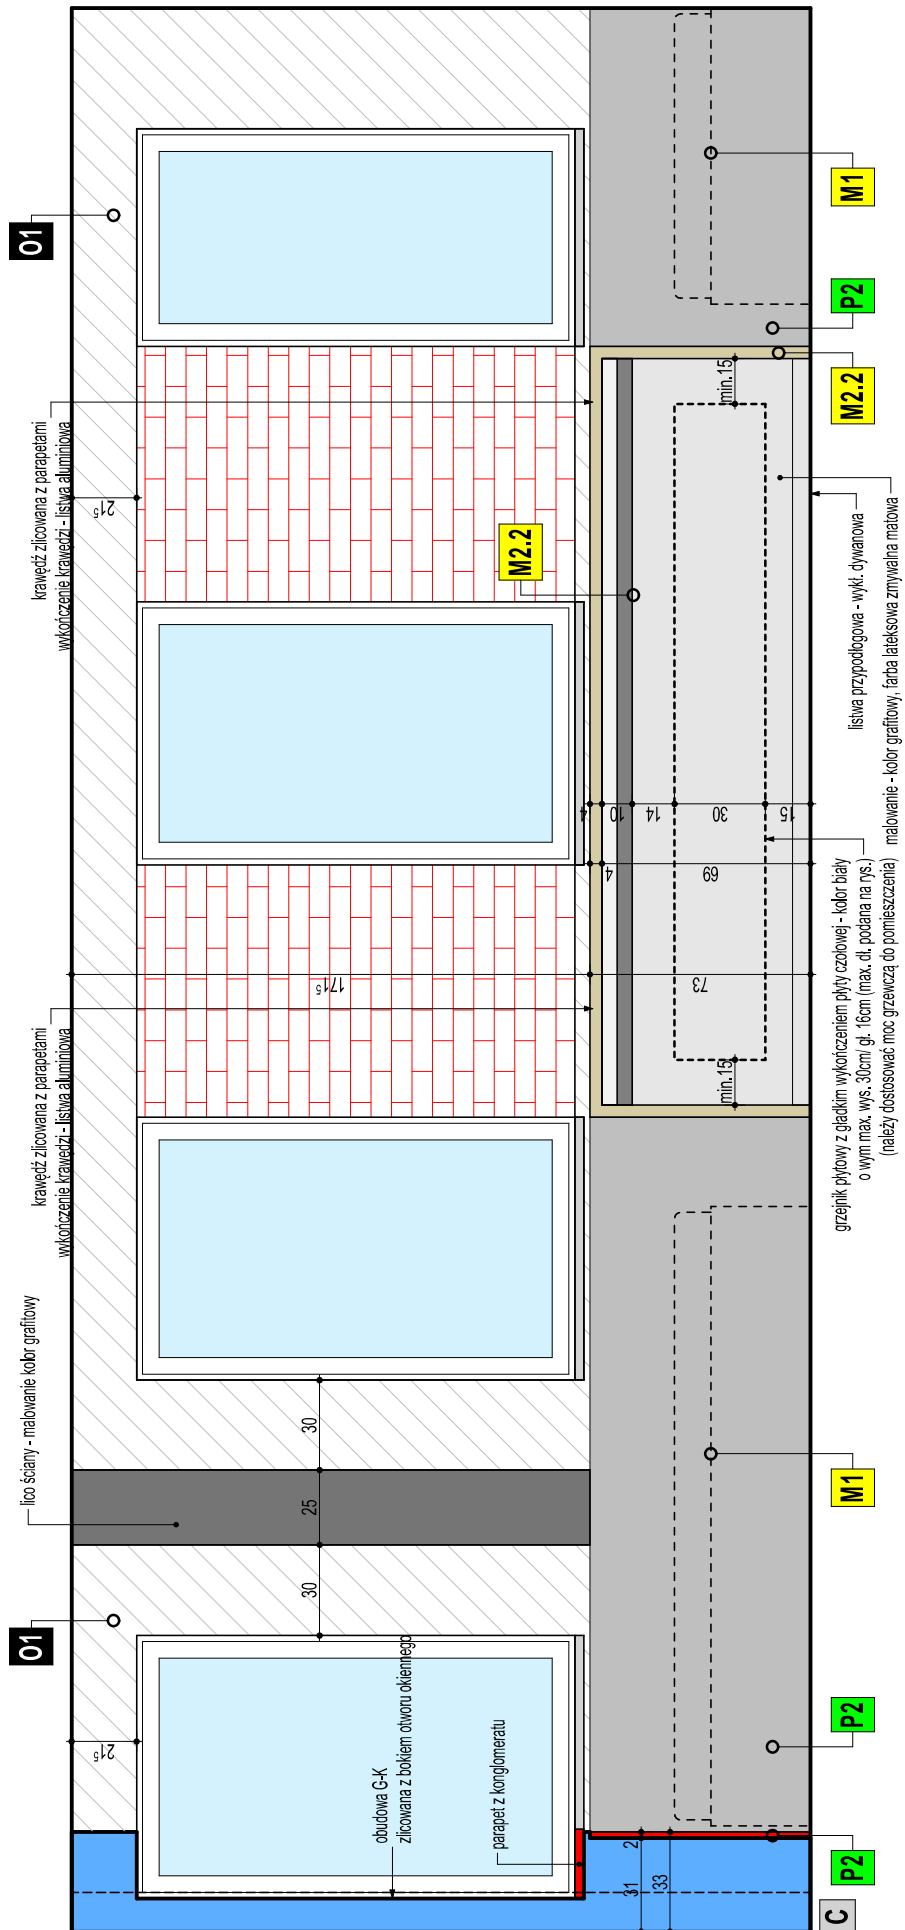 O1
krawędź zlicowana z parapetami
wykończenie krawędzi - listwa aluminiowa
21⁵
krawędź zlicowana z parapetami
wykończenie krawędzi - listwa aluminiowa
lico ściany - malowanie kolor grafitowy
O1
21⁵
30
25
30
171⁵
73
obudowa G-K
zlicowana z bokiem otworu okiennego
parapet z konglomeratu
M2.2
4
10
14
30
15
4
69
min.15
min.15
2
31
33
M1
P2
M2.2
listwa przypodłogowa - wykł. dywanowa
malowanie - kolor grafitowy, farba lateksowa zmywalna matowa
grzejnik płytowy z gładkim wykończeniem płyty czołowej - kolor biały
o wym max. wys. 30cm/ gł. 16cm (max. dł. podana na rys.)
(należy dostosować moc grzewczą do pomieszczenia)
M1
P2
P2
C